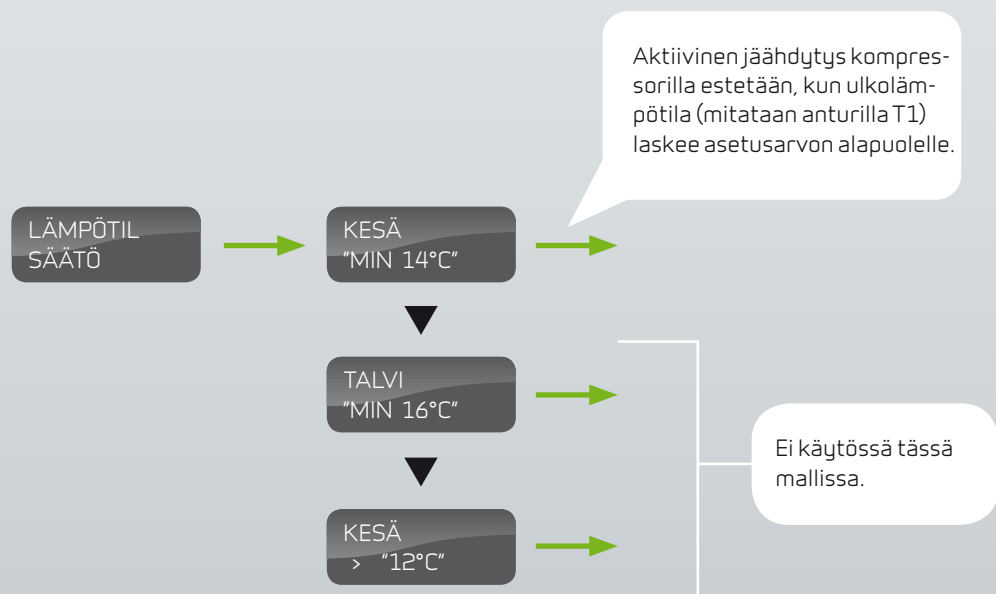 Aktiivinen jäähdytys kompres-
sorilla estetään, kun ulkoläm-
pötila (mitataan anturilla T1)
laskee asetusarvon alapuolelle.
LÄMPÖTIL
SÄÄTÖ
KESÄ
"MIN 14°C"
TALVI
"MIN 16°C"
Ei käytössä tässä
mallissa.
KESÄ
> "12°C"